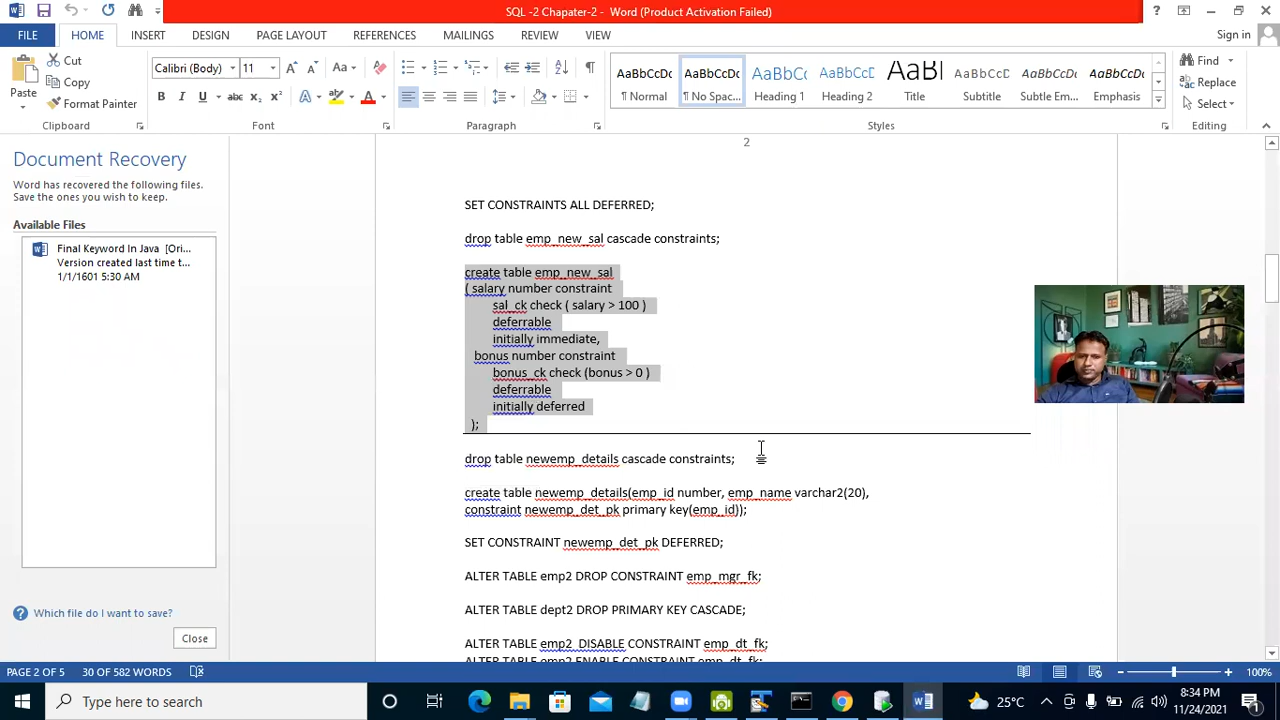 SQL -2 Chapater-2 - Word (Product Activation Failed)
FILE HOME INSERT DESIGN PAGE LAYOUT REFERENCES MAILINGS REVIEW VIEW Sign in
Paste
Cut
Copy
Format Painter
Clipboard
Calibri (Body) 11
Font
Paragraph
AaBbCcDc AaBbCcDc AaBbCc AaBbCcD AaBl AaBbCcD AaBbCcDc AaBbCcDc
¶ Normal ¶ No Spac... Heading 1 Heading 2 Title Subtitle Subtle Em... Emphasis
Styles
Find
Replace
Select
Editing
Document Recovery
Word has recovered the following files.
Save the ones you wish to keep.
Available Files
Final Keyword In Java [Ori...
Version created last time t...
1/1/1601 5:30 AM
Which file do I want to save?
Close
2
SET CONSTRAINTS ALL DEFERRED;
drop table emp_new_sal cascade constraints;
create table emp_new_sal
( salary number constraint
sal_ck check ( salary > 100 )
deferrable
initially immediate,
bonus number constraint
bonus_ck check (bonus > 0 )
deferrable
initially deferred
);
drop table newemp_details cascade constraints;
create table newemp_details(emp_id number, emp_name varchar2(20),
constraint newemp_det_pk primary key(emp_id));
SET CONSTRAINT newemp_det_pk DEFERRED;
ALTER TABLE emp2 DROP CONSTRAINT emp_mgr_fk;
ALTER TABLE dept2 DROP PRIMARY KEY CASCADE;
ALTER TABLE emp2 DISABLE CONSTRAINT emp_dt_fk;
ALTER TABLE emp2 ENABLE CONSTRAINT emp_dt_fk;
PAGE 2 OF 5 30 OF 582 WORDS 100%
Type here to search
25°C
8:34 PM
11/24/2021